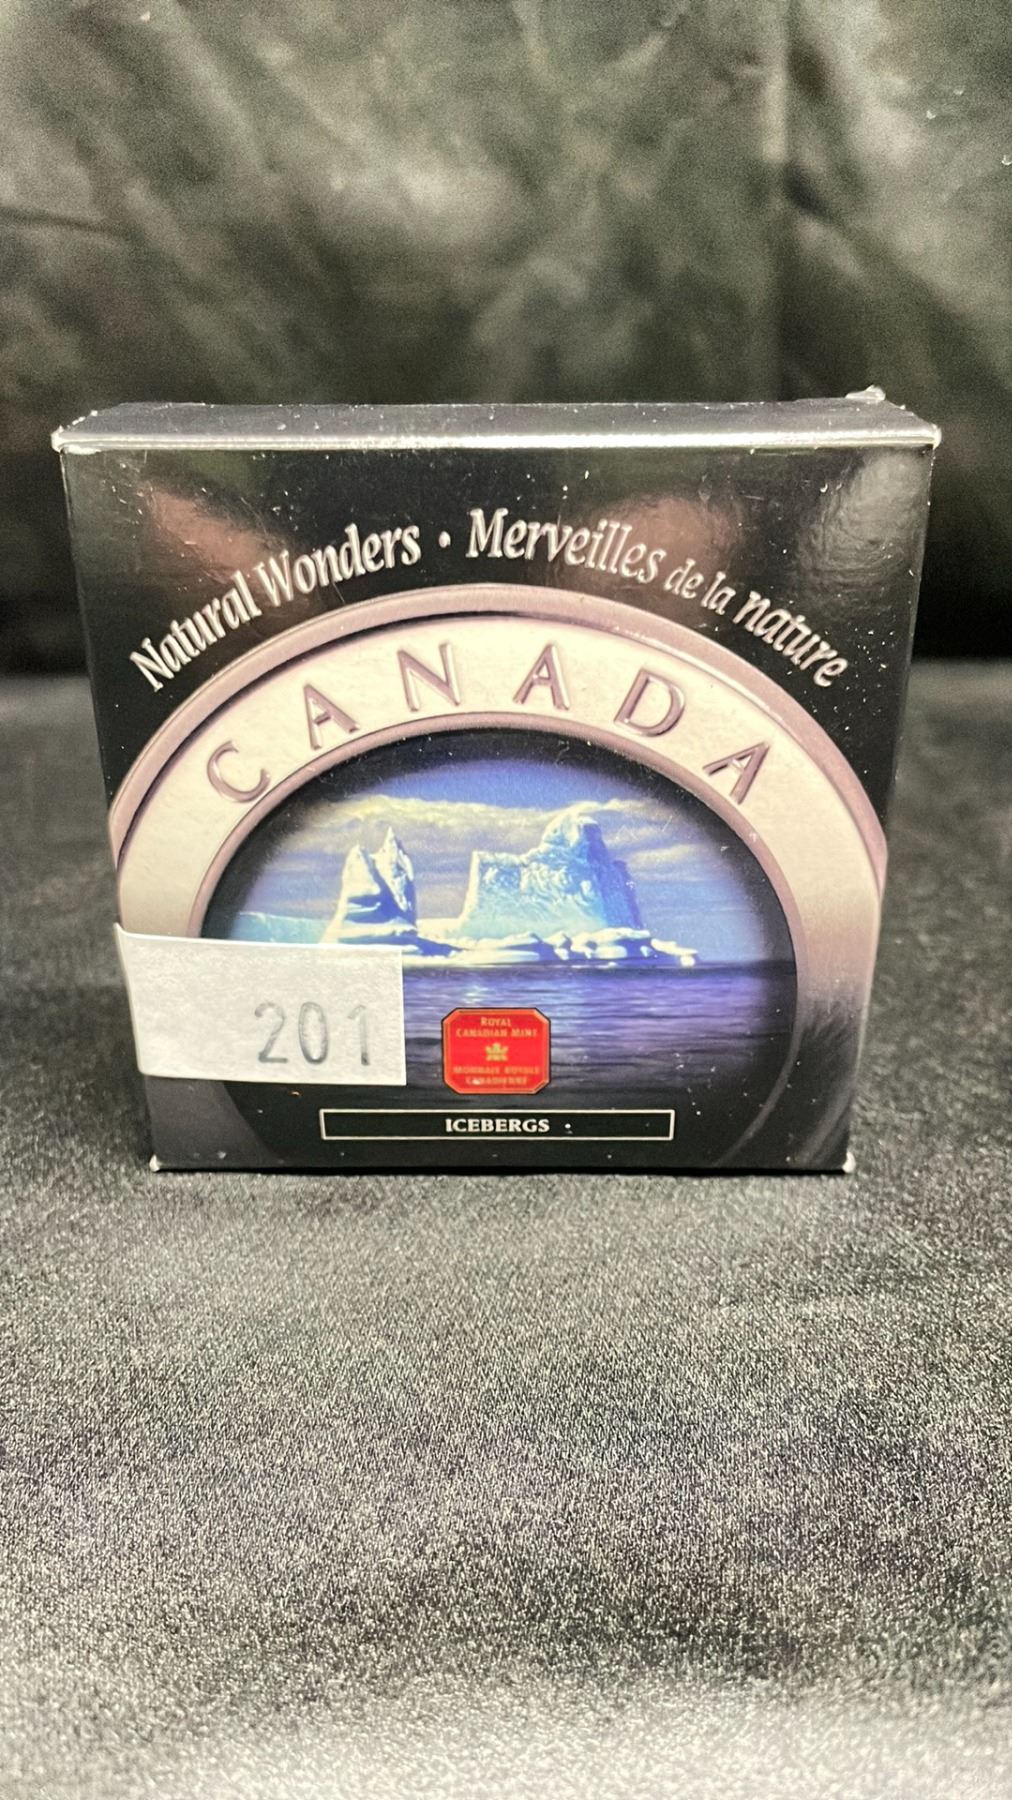 Natural Wonders • Merveilles de la nature
CANADA
201
ROYAL
CANADIAN MINT
MONNAIE ROYALE
CANADIENNE
ICEBERGS •